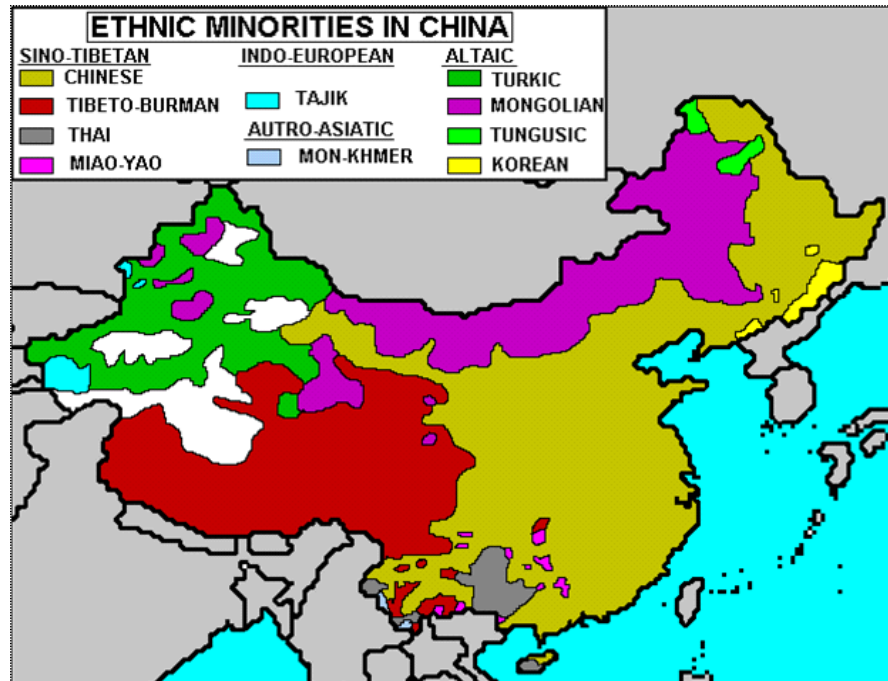 ETHNIC MINORITIES IN CHINA
SINO-TIBETAN
CHINESE
TIBETO-BURMAN
THAI
MIAO-YAO
INDO-EUROPEAN
TAJIK
AUTRO-ASIATIC
MON-KHMER
ALTAIC
TURKIC
MONGOLIAN
TUNGUSIC
KOREAN